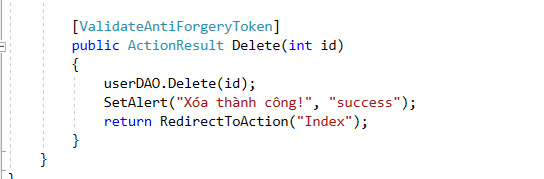 [ValidateAntiForgeryToken]
public ActionResult Delete(int id)
{
userDAO.Delete(id);
SetAlert("Xóa thành công!", "success");
return RedirectToAction("Index");
}
}
}